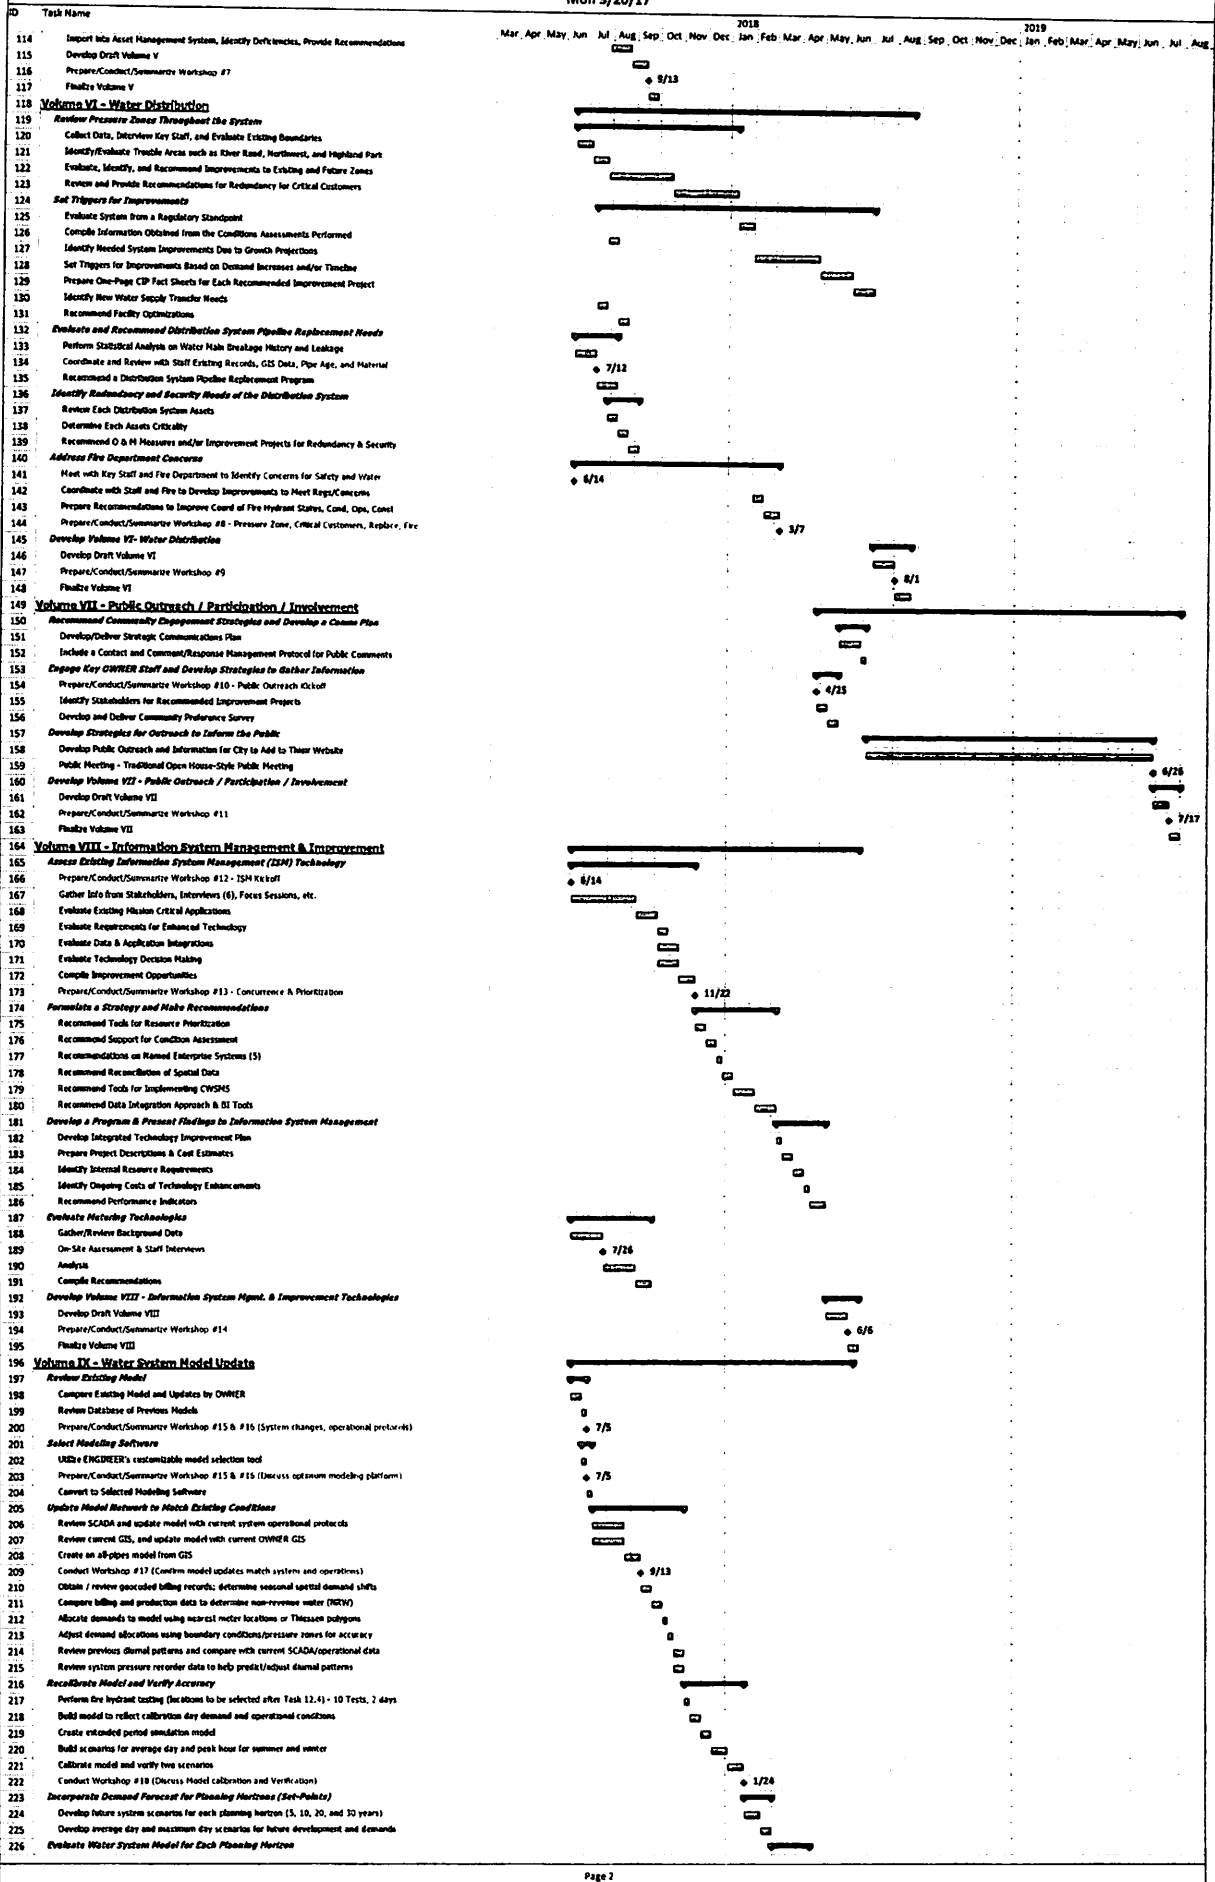 Mon 3/20/17
ID Task Name
2018 2019
Mar Apr May Jun Jul Aug Sep Oct Nov Dec Jan Feb Mar Apr May Jun Jul Aug Sep Oct Nov Dec Jan Feb Mar Apr May Jun Jul Aug
114 Import into Asset Management System, Identify Deficiencies, Provide Recommendations
115 Develop Draft Volume V
116 Prepare/Conduct/Summarize Workshop #7 9/13
117 Finalize Volume V
118 Volume VI - Water Distribution
119 Review Pressure Zones Throughout the System
120 Collect Data, Interview Key Staff, and Evaluate Existing Boundaries
121 Identify/Evaluate Trouble Areas such as River Road, Northwest, and Highland Park
122 Evaluate, Identify, and Recommend Improvements to Existing and Future Zones
123 Review and Provide Recommendations for Redundancy for Critical Customers
124 Set Triggers for Improvements
125 Evaluate System from a Regulatory Standpoint
126 Compile Information Obtained from the Conditions Assessments Performed
127 Identify Needed System Improvements Due to Growth Projections
128 Set Triggers for Improvements Based on Demand Increases and/or Timeline
129 Prepare One-Page CIP Fact Sheets for Each Recommended Improvement Project
130 Identify New Water Supply Transfer Needs
131 Recommend Facility Optimizations
132 Evaluate and Recommend Distribution System Pipeline Replacement Needs
133 Perform Statistical Analysis on Water Main Breakage History and Leakage
134 Coordinate and Review with Staff Existing Records, GIS Data, Pipe Age, and Material 7/12
135 Recommend a Distribution System Pipeline Replacement Program
136 Identify Redundancy and Security Needs of the Distribution System
137 Review Each Distribution System Assets
138 Determine Each Assets Criticality
139 Recommend O & M Measures and/or Improvement Projects for Redundancy & Security
140 Address Fire Department Concerns
141 Meet with Key Staff and Fire Department to Identify Concerns for Safety and Water 6/14
142 Coordinate with Staff and Fire to Develop Improvements to Meet Regs/Concerns
143 Prepare Recommendations to Improve Coord of Fire Hydrant Status, Cond, Ops, Const
144 Prepare/Conduct/Summarize Workshop #8 - Pressure Zone, Critical Customers, Replace, Fire 3/7
145 Develop Volume VI- Water Distribution
146 Develop Draft Volume VI
147 Prepare/Conduct/Summarize Workshop #9 8/1
148 Finalize Volume VI
149 Volume VII - Public Outreach / Participation / Involvement
150 Recommend Community Engagement Strategies and Develop a Comm Plan
151 Develop/Deliver Strategic Communications Plan
152 Include a Contact and Comment/Response Management Protocol for Public Comments
153 Engage Key OWNER Staff and Develop Strategies to Gather Information
154 Prepare/Conduct/Summarize Workshop #10 - Public Outreach Kickoff 4/25
155 Identify Stakeholders for Recommended Improvement Projects
156 Develop and Deliver Community Preference Survey
157 Develop Strategies for Outreach to Inform the Public
158 Develop Public Outreach and Information for City to Add to Thier Website
159 Public Meeting - Traditional Open House-Style Public Meeting 6/26
160 Develop Volume VII - Public Outreach / Participation / Involvement
161 Develop Draft Volume VII
162 Prepare/Conduct/Summarize Workshop #11 7/17
163 Finalize Volume VII
164 Volume VIII - Information System Management & Improvement
165 Assess Existing Information System Management (ISM) Technology
166 Prepare/Conduct/Summarize Workshop #12 - ISM Kickoff 6/14
167 Gather Info from Stakeholders, Interviews (6), Focus Sessions, etc.
168 Evaluate Existing Mission Critical Applications
169 Evaluate Requirements for Enhanced Technology
170 Evaluate Data & Application Integrations
171 Evaluate Technology Decision Making
172 Compile Improvement Opportunities
173 Prepare/Conduct/Summarize Workshop #13 - Concurrence & Prioritization 11/22
174 Formulate a Strategy and Make Recommendations
175 Recommend Tools for Resource Prioritization
176 Recommend Support for Condition Assessment
177 Recommendations on Named Enterprise Systems (5)
178 Recommend Reconciliation of Spatial Data
179 Recommend Tools for Implementing CWSMS
180 Recommend Data Integration Approach & BI Tools
181 Develop a Program & Present Findings to Information System Management
182 Develop Integrated Technology Improvement Plan
183 Prepare Project Descriptions & Cost Estimates
184 Identify Internal Resource Requirements
185 Identify Ongoing Costs of Technology Enhancements
186 Recommend Performance Indicators
187 Evaluate Metering Technologies
188 Gather/Review Background Data
189 On-Site Assessment & Staff Interviews 7/26
190 Analysis
191 Compile Recommendations
192 Develop Volume VIII - Information System Mgmt. & Improvement Technologies
193 Develop Draft Volume VIII
194 Prepare/Conduct/Summarize Workshop #14 6/6
195 Finalize Volume VIII
196 Volume IX - Water System Model Update
197 Review Existing Model
198 Compare Existing Model and Updates by OWNER
199 Review Database of Previous Models
200 Prepare/Conduct/Summarize Workshop #15 & #16 (System changes, operational protocols) 7/5
201 Select Modeling Software
202 Utilize ENGINEER's customizable model selection tool
203 Prepare/Conduct/Summarize Workshop #15 & #16 (Discuss optimum modeling platform) 7/5
204 Convert to Selected Modeling Software
205 Update Model Network to Match Existing Conditions
206 Review SCADA and update model with current system operational protocols
207 Review current GIS, and update model with current OWNER GIS
208 Create an all-pipes model from GIS
209 Conduct Workshop #17 (Confirm model updates match system and operations) 9/13
210 Obtain / review geocoded billing records; determine seasonal spatial demand shifts
211 Compare billing and production data to determine non-revenue water (NRW)
212 Allocate demands to model using nearest meter locations or Thiessen polygons
213 Adjust demand allocations using boundary conditions/pressure zones for accuracy
214 Review previous diurnal patterns and compare with current SCADA/operational data
215 Review system pressure recorder data to help predict/adjust diurnal patterns
216 Recalibrate Model and Verify Accuracy
217 Perform fire hydrant testing (locations to be selected after Task 12.4) - 10 Tests, 2 days
218 Build model to reflect calibration day demand and operational conditions
219 Create extended period simulation model
220 Build scenarios for average day and peak hour for summer and winter
221 Calibrate model and verify two scenarios
222 Conduct Workshop #18 (Discuss Model calibration and Verification) 1/24
223 Incorporate Demand Forecast for Planning Horizons (Set-Points)
224 Develop future system scenarios for each planning horizon (5, 10, 20, and 30 years)
225 Develop average day and maximum day scenarios for future development and demands
226 Evaluate Water System Model for Each Planning Horizon
Page 2